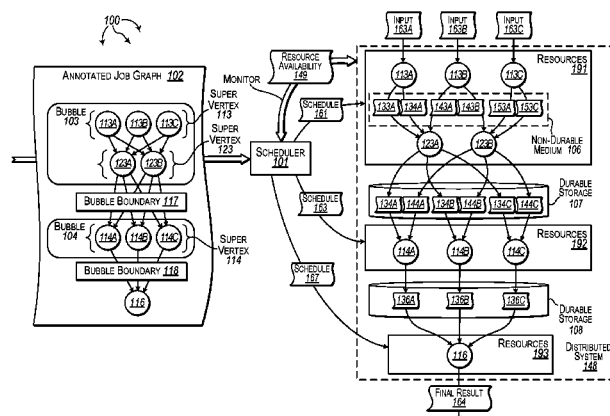 100
ANNOTATED JOB GRAPH 102
BUBBLE 103
113A 113B 113C
SUPER VERTEX 113
SUPER VERTEX 123
123A 123B
BUBBLE BOUNDARY 117
BUBBLE 104
114A 114B 114C
SUPER VERTEX 114
BUBBLE BOUNDARY 118
116
MONITOR
RESOURCE AVAILABILITY 149
SCHEDULER 101
SCHEDULE 161
SCHEDULE 163
SCHEDULE 167
INPUT 163A
INPUT 163B
INPUT 163C
RESOURCES 191
113A 113B 113C
133A 134A 143A 143B 153A 153C
NON-DURABLE MEDIUM 106
123A 123B
134A 144A 134B 144B 134C 144C
DURABLE STORAGE 107
RESOURCES 192
114A 114B 114C
136A 136B 136C
DURABLE STORAGE 108
RESOURCES 193
116
DISTRIBUTED SYSTEM 148
FINAL RESULT 164